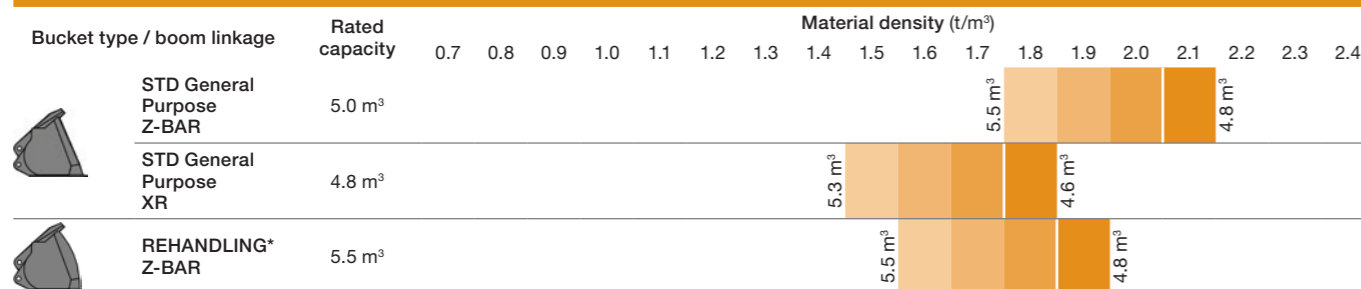 Bucket type / boom linkage
Rated
capacity
Material density (t/m³)
0.7 0.8 0.9 1.0 1.1 1.2 1.3 1.4 1.5 1.6 1.7 1.8 1.9 2.0 2.1 2.2 2.3 2.4
STD General
Purpose
Z-BAR
5.0 m³
5.5 m³
4.8 m³
STD General
Purpose
XR
4.8 m³
5.3 m³
4.6 m³
REHANDLING*
Z-BAR
5.5 m³
5.5 m³
4.8 m³